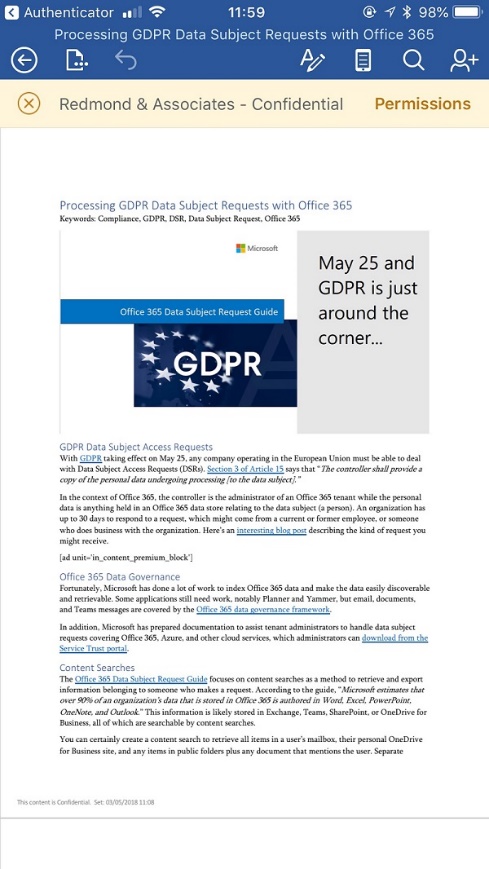 Authenticator 11:59 98%
Processing GDPR Data Subject Requests with Office 365
Redmond & Associates - Confidential Permissions
Processing GDPR Data Subject Requests with Office 365
Keywords: Compliance, GDPR, DSR, Data Subject Request, Office 365
Microsoft
Office 365 Data Subject Request Guide
GDPR
May 25 and
GDPR is just
around the
corner...
GDPR Data Subject Access Requests
With GDPR taking effect on May 25, any company operating in the European Union must be able to deal
with Data Subject Access Requests (DSRs). Section 3 of Article 15 says that "The controller shall provide a
copy of the personal data undergoing processing [to the data subject]."
In the context of Office 365, the controller is the administrator of an Office 365 tenant while the personal
data is anything held in an Office 365 data store relating to the data subject (a person). An organization has
up to 30 days to respond to a request, which might come from a current or former employee, or someone
who does business with the organization. Here's an interesting blog post describing the kind of request you
might receive.
[ad unit='in_content_premium_block']
Office 365 Data Governance
Fortunately, Microsoft has done a lot of work to index Office 365 data and make the data easily discoverable
and retrievable. Some applications still need work, notably Planner and Yammer, but email, documents,
and Teams messages are covered by the Office 365 data governance framework.
In addition, Microsoft has prepared documentation to assist tenant administrators to handle data subject
requests covering Office 365, Azure, and other cloud services, which administrators can download from the
Service Trust portal.
Content Searches
The Office 365 Data Subject Request Guide focuses on content searches as a method to retrieve and export
information belonging to someone who makes a request. According to the guide, "Microsoft estimates that
over 90% of an organization's data that is stored in Office 365 is authored in Word, Excel, PowerPoint,
OneNote, and Outlook." This information is likely stored in Exchange, Teams, SharePoint, or OneDrive for
Business, all of which are searchable by content searches.
You can certainly create a content search to retrieve all items in a user's mailbox, their personal OneDrive
for Business site, and any items in public folders plus any document that mentions the user. Separate
This content is Confidential. Set: 03/05/2018 11:08